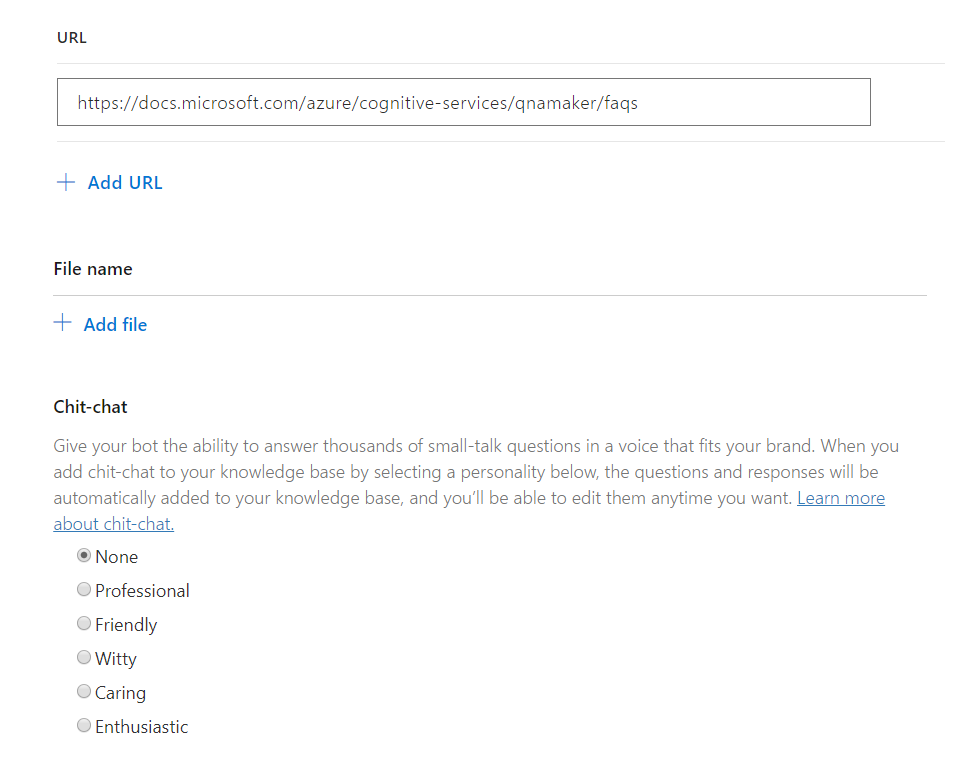 URL
https://docs.microsoft.com/azure/cognitive-services/qnamaker/faqs
Add URL
File name
Add file
Chit-chat
Give your bot the ability to answer thousands of small-talk questions in a voice that fits your brand. When you
add chit-chat to your knowledge base by selecting a personality below, the questions and responses will be
automatically added to your knowledge base, and you’ll be able to edit them anytime you want. Learn more
about chit-chat.
None
Professional
Friendly
Witty
Caring
Enthusiastic